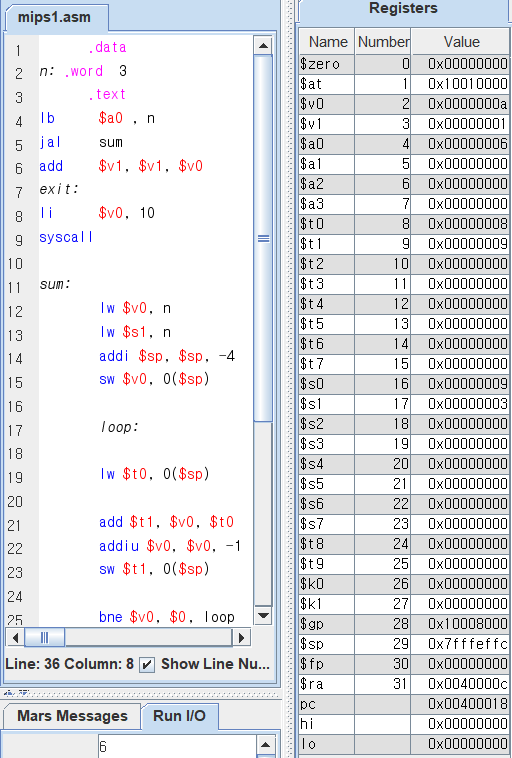 mips1.asm
1 .data
2 n: .word 3
3 .text
4 lb $a0 , n
5 jal sum
6 add $v1, $v1, $v0
7 exit:
8 li $v0, 10
9 syscall
10
11 sum:
12 lw $v0, n
13 lw $s1, n
14 addi $sp, $sp, -4
15 sw $v0, 0($sp)
16
17 loop:
18
19 lw $t0, 0($sp)
20
21 add $t1, $v0, $t0
22 addiu $v0, $v0, -1
23 sw $t1, 0($sp)
24
25 bne $v0, $0, loop
Line: 36 Column: 8 Show Line Nu...
Mars Messages Run I/O
6
Registers
Name Number Value
$zero 0 0x00000000
$at 1 0x10010000
$v0 2 0x0000000a
$v1 3 0x00000001
$a0 4 0x00000006
$a1 5 0x00000000
$a2 6 0x00000000
$a3 7 0x00000000
$t0 8 0x00000008
$t1 9 0x00000009
$t2 10 0x00000000
$t3 11 0x00000000
$t4 12 0x00000000
$t5 13 0x00000000
$t6 14 0x00000000
$t7 15 0x00000000
$s0 16 0x00000009
$s1 17 0x00000003
$s2 18 0x00000000
$s3 19 0x00000000
$s4 20 0x00000000
$s5 21 0x00000000
$s6 22 0x00000000
$s7 23 0x00000000
$t8 24 0x00000000
$t9 25 0x00000000
$k0 26 0x00000000
$k1 27 0x00000000
$gp 28 0x10008000
$sp 29 0x7fffeffc
$fp 30 0x00000000
$ra 31 0x0040000c
pc 0x00400018
hi 0x00000000
lo 0x00000000